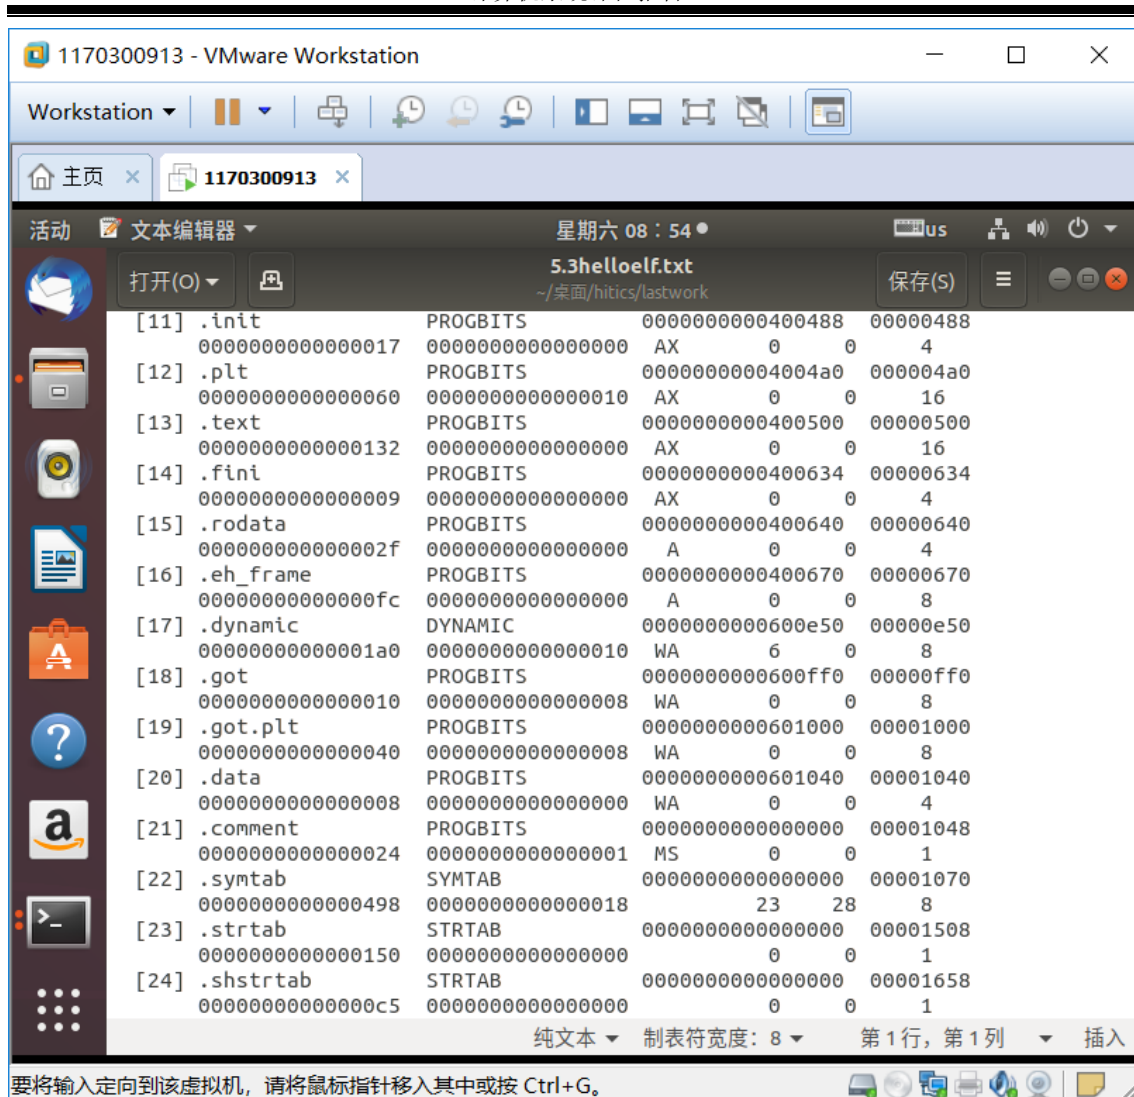 1170300913 - VMware Workstation
Workstation
主页 1170300913
活动 文本编辑器 星期六 08:54 us
打开(O) 5.3helloelf.txt 保存(S)
~/桌面/hitics/lastwork
[11] .init PROGBITS 0000000000400488 00000488
0000000000000017 0000000000000000 AX 0 0 4
[12] .plt PROGBITS 00000000004004a0 000004a0
0000000000000060 0000000000000010 AX 0 0 16
[13] .text PROGBITS 0000000000400500 00000500
0000000000000132 0000000000000000 AX 0 0 16
[14] .fini PROGBITS 0000000000400634 00000634
0000000000000009 0000000000000000 AX 0 0 4
[15] .rodata PROGBITS 0000000000400640 00000640
000000000000002f 0000000000000000 A 0 0 4
[16] .eh_frame PROGBITS 0000000000400670 00000670
00000000000000fc 0000000000000000 A 0 0 8
[17] .dynamic DYNAMIC 0000000000600e50 00000e50
00000000000001a0 0000000000000010 WA 6 0 8
[18] .got PROGBITS 0000000000600ff0 00000ff0
0000000000000010 0000000000000008 WA 0 0 8
[19] .got.plt PROGBITS 0000000000601000 00001000
0000000000000040 0000000000000008 WA 0 0 8
[20] .data PROGBITS 0000000000601040 00001040
0000000000000008 0000000000000000 WA 0 0 4
[21] .comment PROGBITS 0000000000000000 00001048
0000000000000024 0000000000000001 MS 0 0 1
[22] .symtab SYMTAB 0000000000000000 00001070
0000000000000498 0000000000000018 23 28 8
[23] .strtab STRTAB 0000000000000000 00001508
0000000000000150 0000000000000000 0 0 1
[24] .shstrtab STRTAB 0000000000000000 00001658
00000000000000c5 0000000000000000 0 0 1
纯文本 制表符宽度: 8 第 1 行, 第 1 列 插入
要将输入定向到该虚拟机, 请将鼠标指针移入其中或按 Ctrl+G。